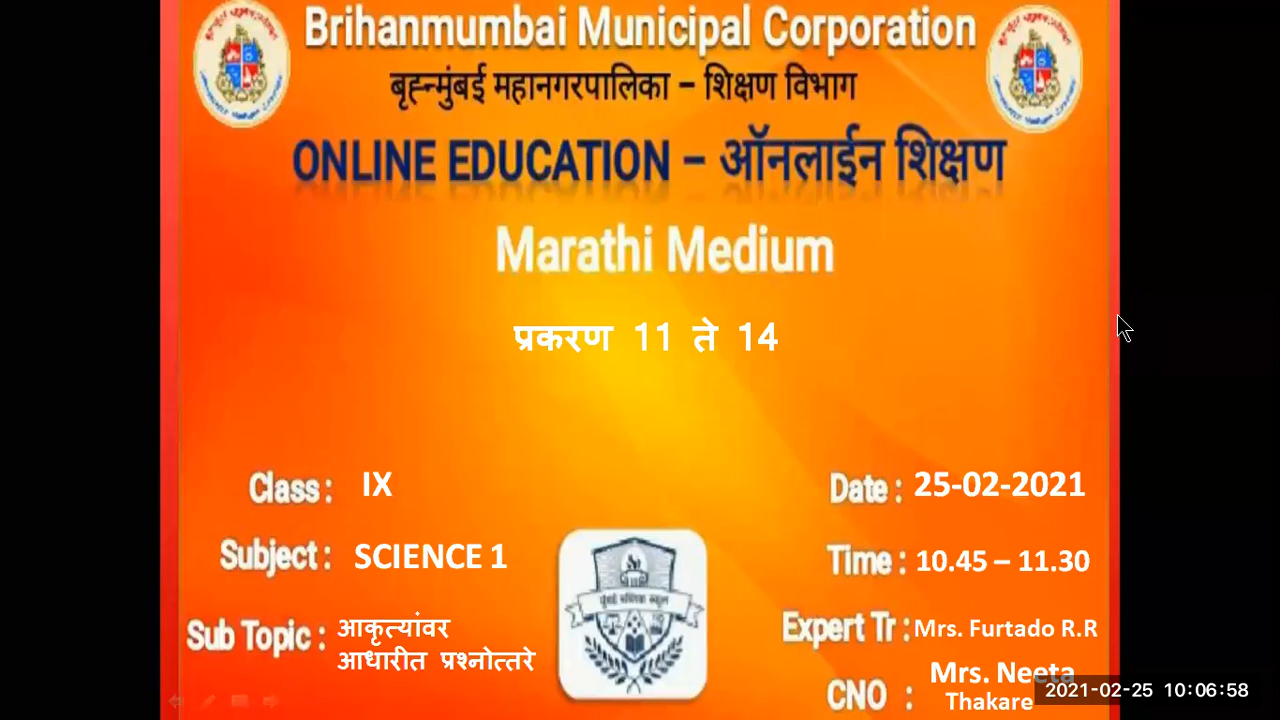 Brihanmumbai Municipal Corporation
बृहन्मुंबई महानगरपालिका – शिक्षण विभाग
ONLINE EDUCATION – ऑनलाईन शिक्षण
Marathi Medium
प्रकरण 11 ते 14
Class : IX
Date : 25-02-2021
Subject : SCIENCE 1
Time : 10.45 – 11.30
Sub Topic : आकृत्यांवर
आधारीत प्रश्नोत्तरे
Expert Tr : Mrs. Furtado R.R
CNO : Mrs. Neeta
Thakare
2021-02-25 10:06:58